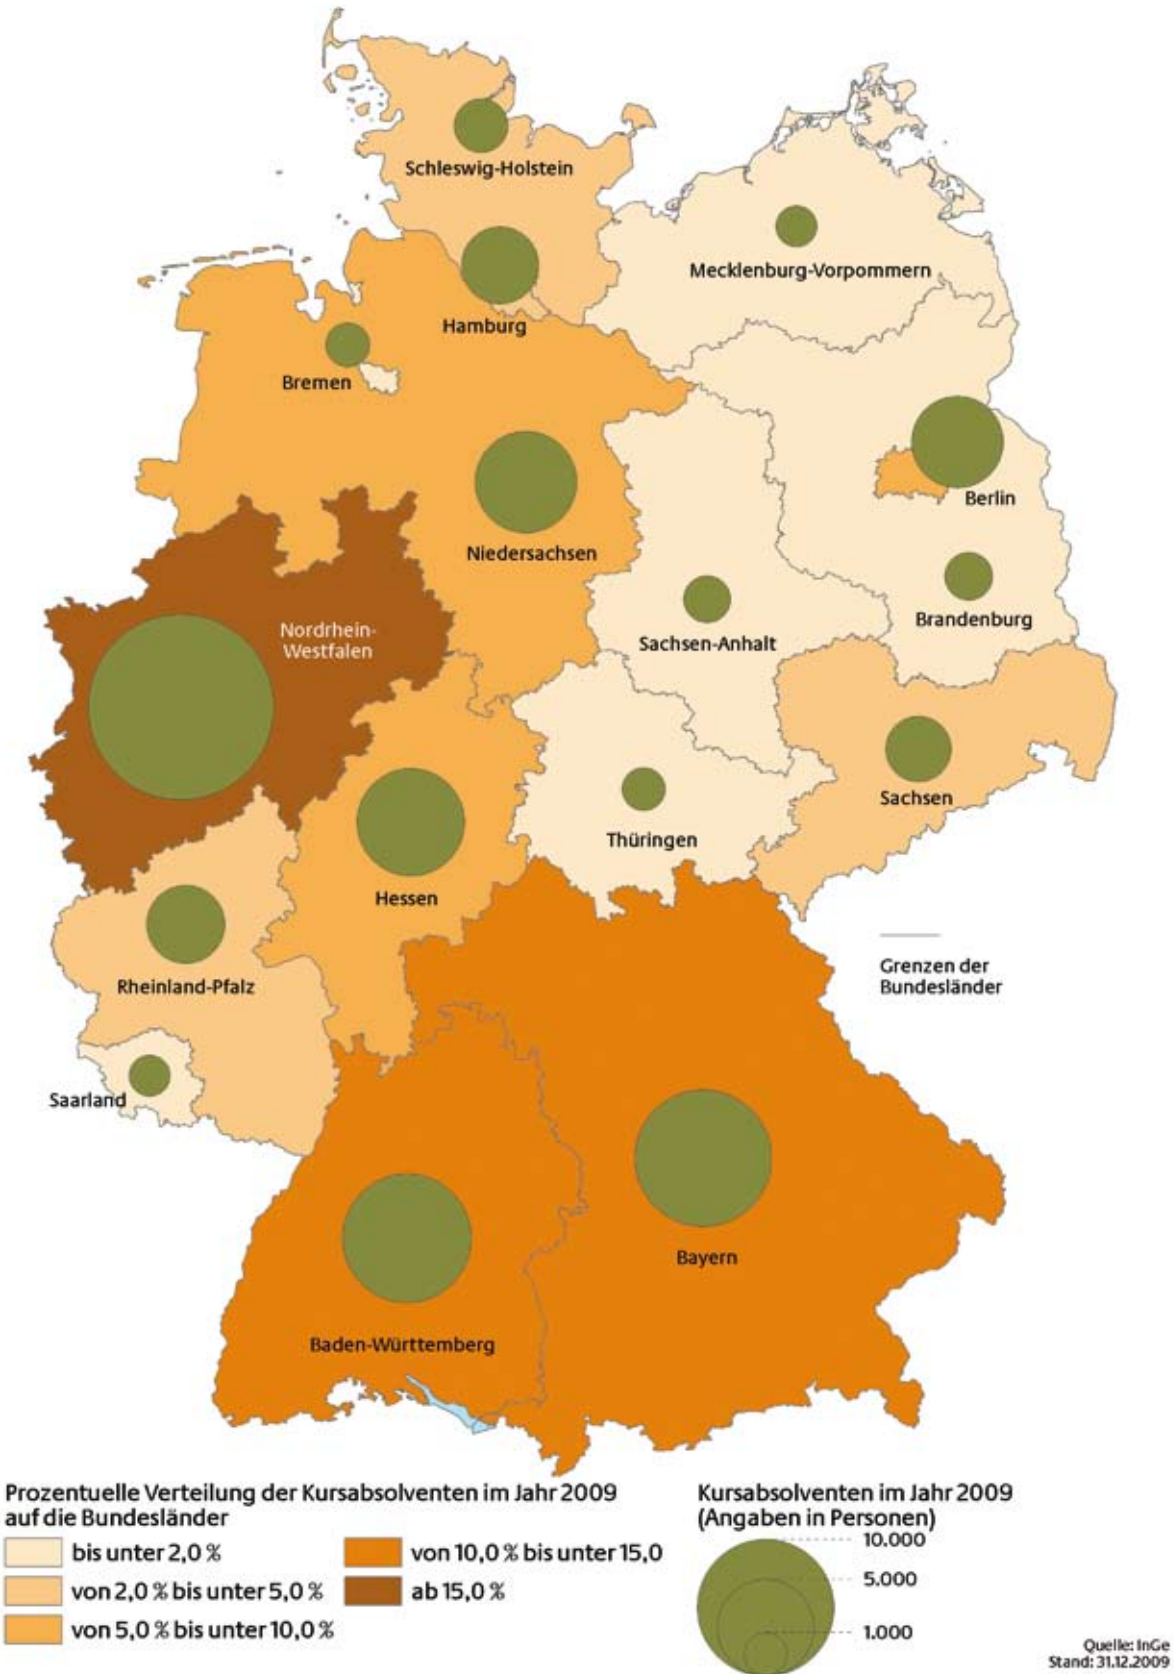 Schleswig-Holstein
Mecklenburg-Vorpommern
Hamburg
Bremen
Berlin
Niedersachsen
Brandenburg
Nordrhein-
Westfalen
Sachsen-Anhalt
Sachsen
Thüringen
Hessen
Grenzen der
Bundesländer
Rheinland-Pfalz
Saarland
Bayern
Baden-Württemberg
Prozentuelle Verteilung der Kursabsolventen im Jahr 2009
auf die Bundesländer
bis unter 2,0 %
von 2,0 % bis unter 5,0 %
von 5,0 % bis unter 10,0 %
von 10,0 % bis unter 15,0
ab 15,0 %
Kursabsolventen im Jahr 2009
(Angaben in Personen)
10.000
5.000
1.000
Quelle: InGe
Stand: 31.12.2009